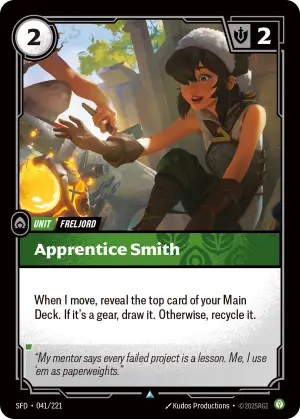 2
2
UNIT FRELJORD
Apprentice Smith
When I move, reveal the top card of your Main
Deck. If it's a gear, draw it. Otherwise, recycle it.
"My mentor says every failed project is a lesson. Me, I use
'em as paperweights."
SFD • 041/221
Kudos Productions • ©2025RGI